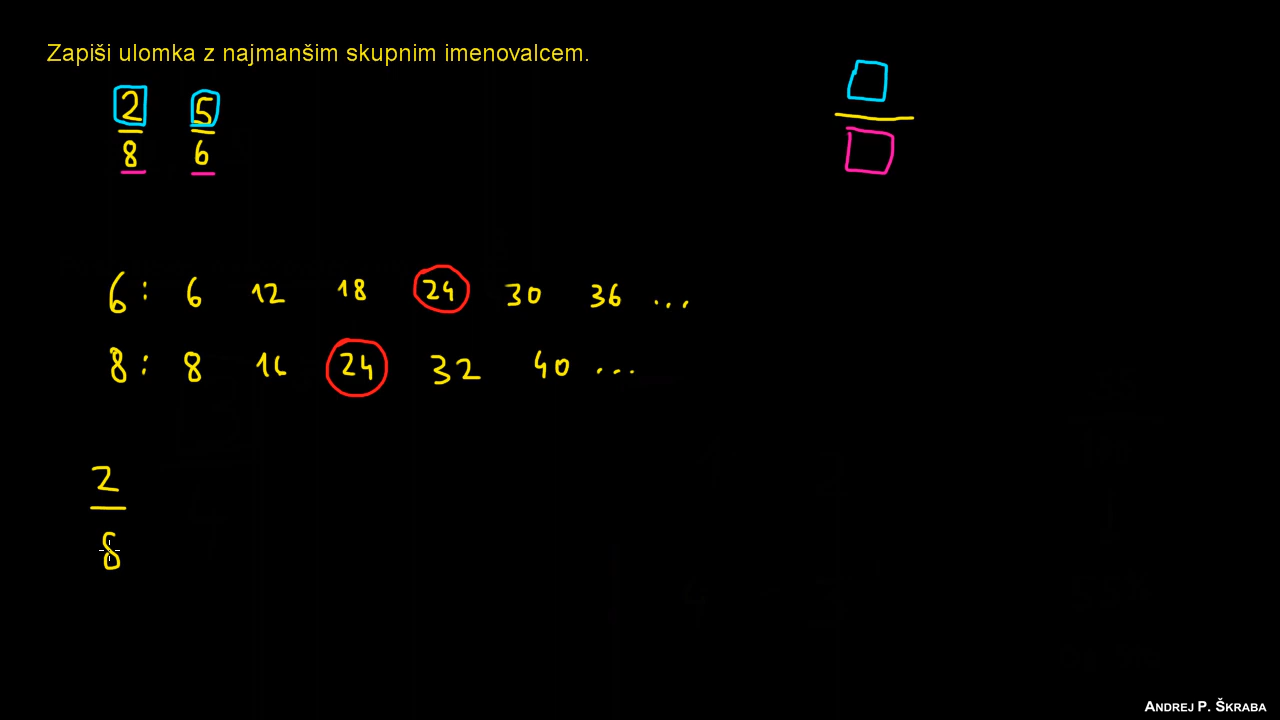 Zapiši ulomka z najmanšim skupnim imenovalcem.
2 5
8 6
6: 6 12 18 24 30 36 ...
8: 8 16 24 32 40 ...
2
8
ANDREJ P. ŠKRABA